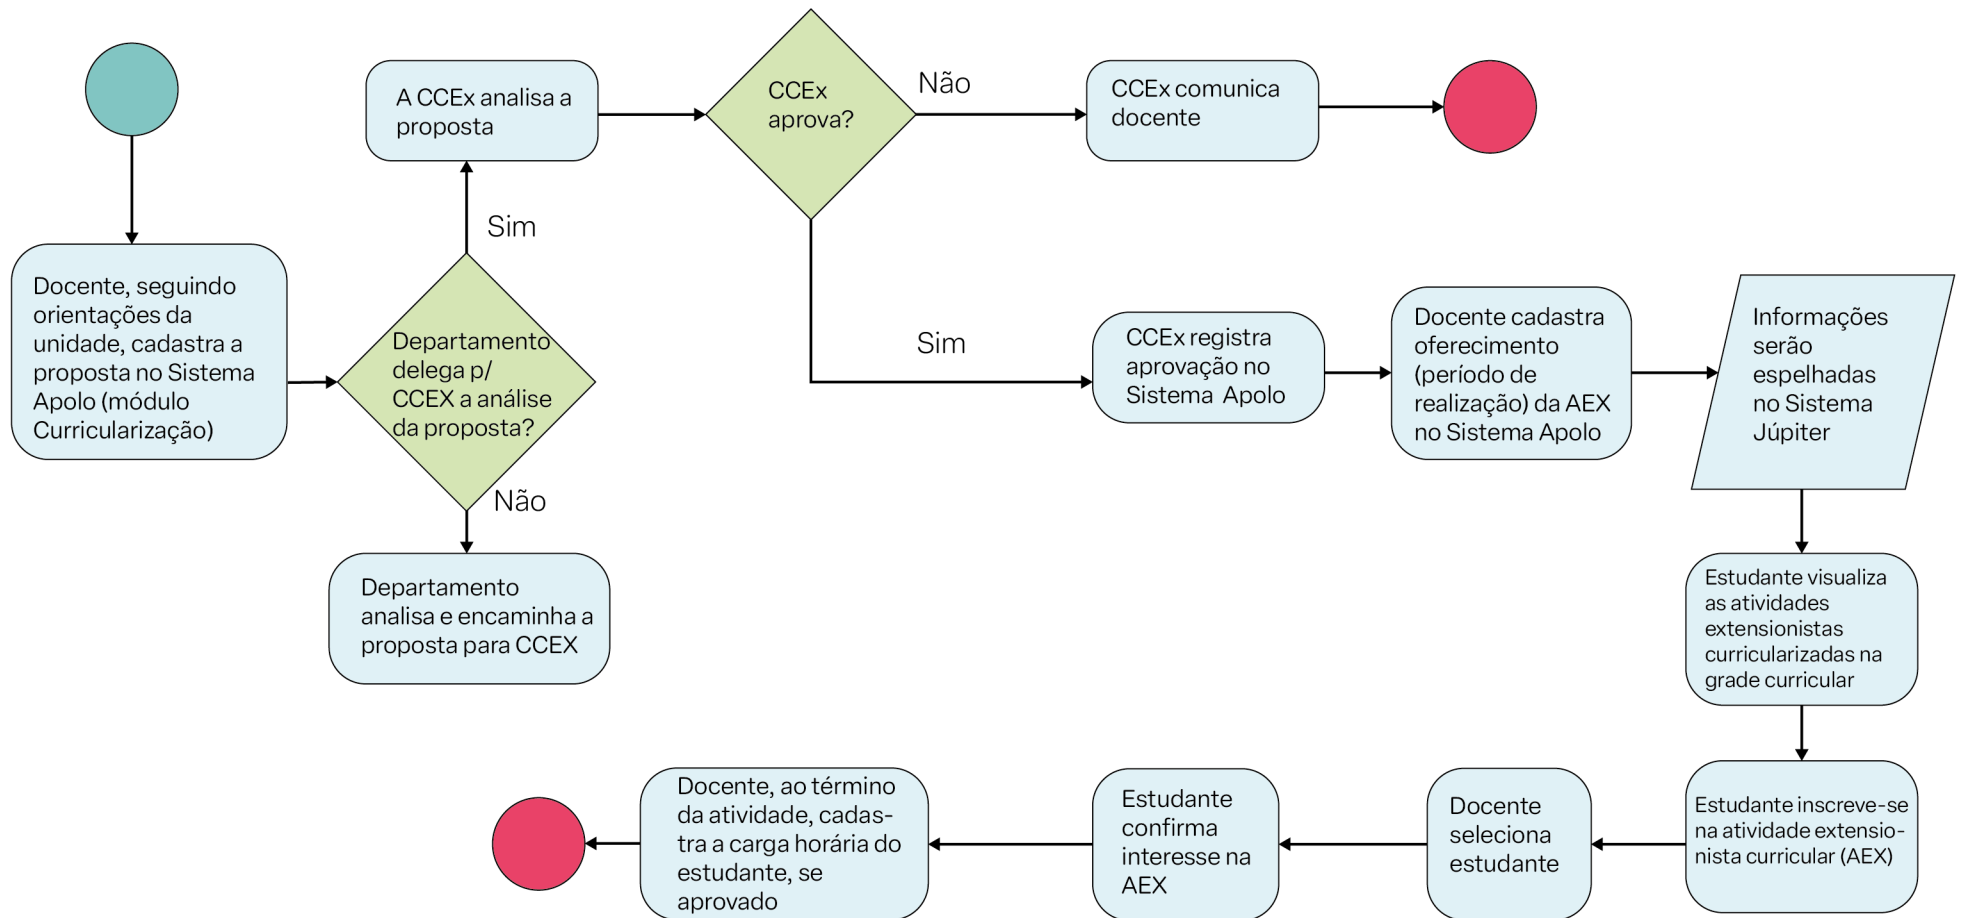 A CCEx analisa a
proposta
CCEx
aprova?
Não
CCEx comunica
docente
Sim
Docente, seguindo
orientações da
unidade, cadastra a
proposta no Sistema
Apolo (módulo
Curricularização)
Departamento
delega p/
CCEX a análise
da proposta?
Não
Departamento
analisa e encaminha a
proposta para CCEX
Sim
CCEx registra
aprovação no
Sistema Apolo
Docente cadastra
oferecimento
(período de
realização) da AEX
no Sistema Apolo
Informações
serão
espelhadas
no Sistema
Júpiter
Estudante visualiza
as atividades
extensionistas
curricularizadas na
grade curricular
Estudante inscreve-se
na atividade extensio-
nista curricular (AEX)
Docente
seleciona
estudante
Estudante
confirma
interesse na
AEX
Docente, ao término
da atividade, cadas-
tra a carga horária do
estudante, se
aprovado